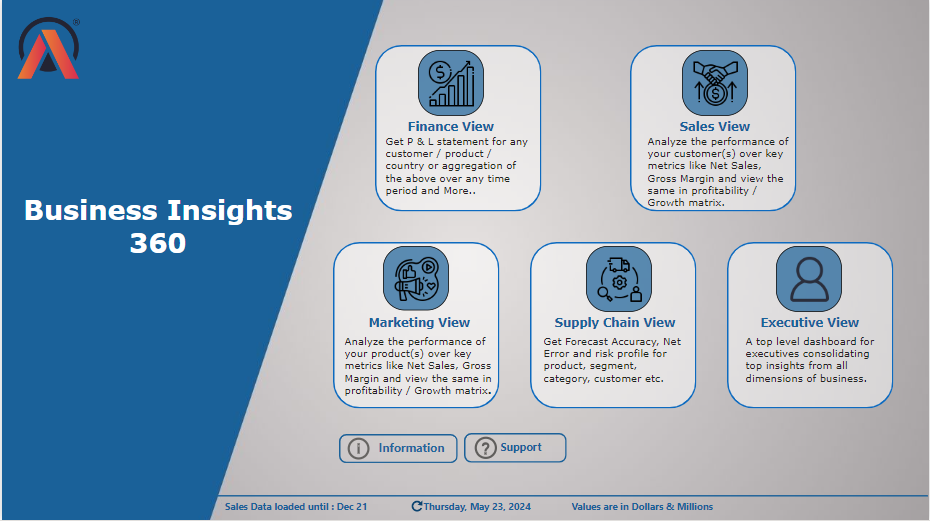 ®
Business Insights
360
Finance View
Get P & L statement for any
customer / product /
country or aggregation of
the above over any time
period and More..
Sales View
Analyze the performance of
your customer(s) over key
metrics like Net Sales,
Gross Margin and view the
same in profitability /
Growth matrix.
Marketing View
Analyze the performance of
your product(s) over key
metrics like Net Sales, Gross
Margin and view the same in
profitability / Growth matrix.
Supply Chain View
Get Forecast Accuracy, Net
Error and risk profile for
product, segment,
category, customer etc.
Executive View
A top level dashboard for
executives consolidating
top insights from all
dimensions of business.
Information
Support
Sales Data loaded until : Dec 21
Thursday, May 23, 2024
Values are in Dollars & Millions